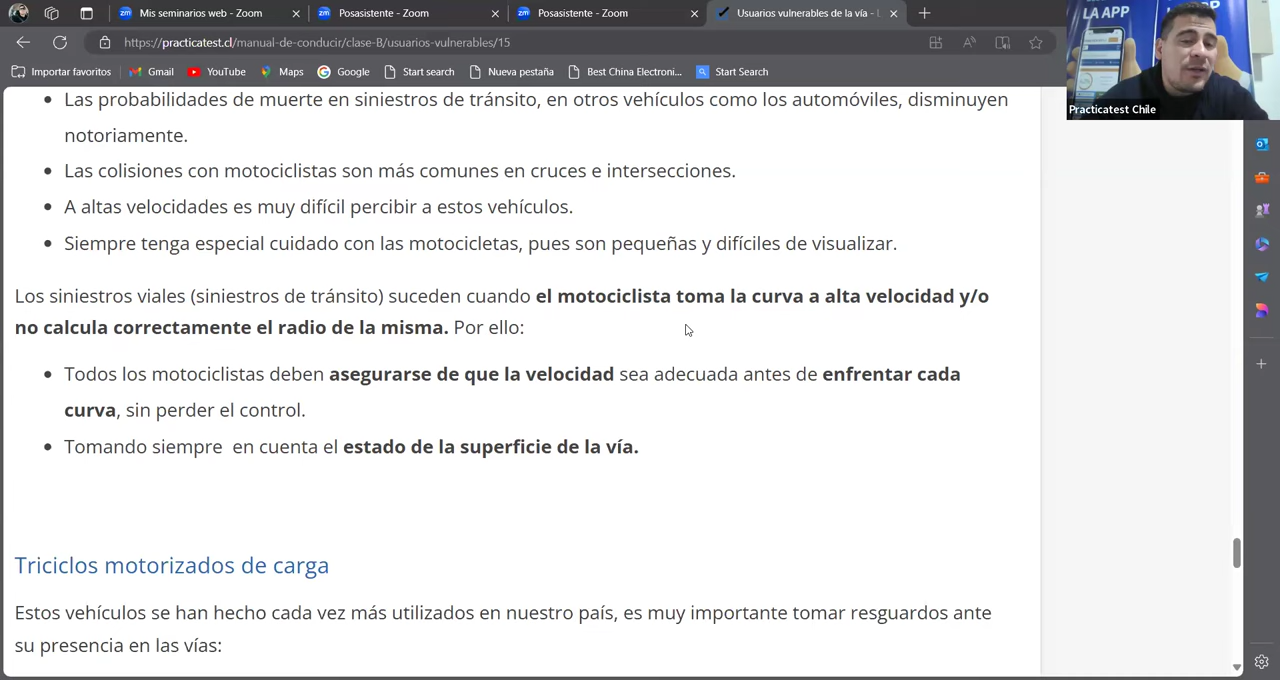 Mis seminarios web - Zoom
Posasistente - Zoom
Posasistente - Zoom
Usuarios vulnerables de la vía - L
https://practicatest.cl/manual-de-conducir/clase-B/usuarios-vulnerables/15
Importar favoritos
Gmail
YouTube
Maps
Google
Start search
Nueva pestaña
Best China Electroni...
Start Search
LA APP
LA APP
Practicatest Chile
• Las probabilidades de muerte en siniestros de tránsito, en otros vehículos como los automóviles, disminuyen
notoriamente.
• Las colisiones con motociclistas son más comunes en cruces e intersecciones.
• A altas velocidades es muy difícil percibir a estos vehículos.
• Siempre tenga especial cuidado con las motocicletas, pues son pequeñas y difíciles de visualizar.
Los siniestros viales (siniestros de tránsito) suceden cuando el motociclista toma la curva a alta velocidad y/o
no calcula correctamente el radio de la misma. Por ello:
• Todos los motociclistas deben asegurarse de que la velocidad sea adecuada antes de enfrentar cada
curva, sin perder el control.
• Tomando siempre en cuenta el estado de la superficie de la vía.
Triciclos motorizados de carga
Estos vehículos se han hecho cada vez más utilizados en nuestro país, es muy importante tomar resguardos ante
su presencia en las vías: